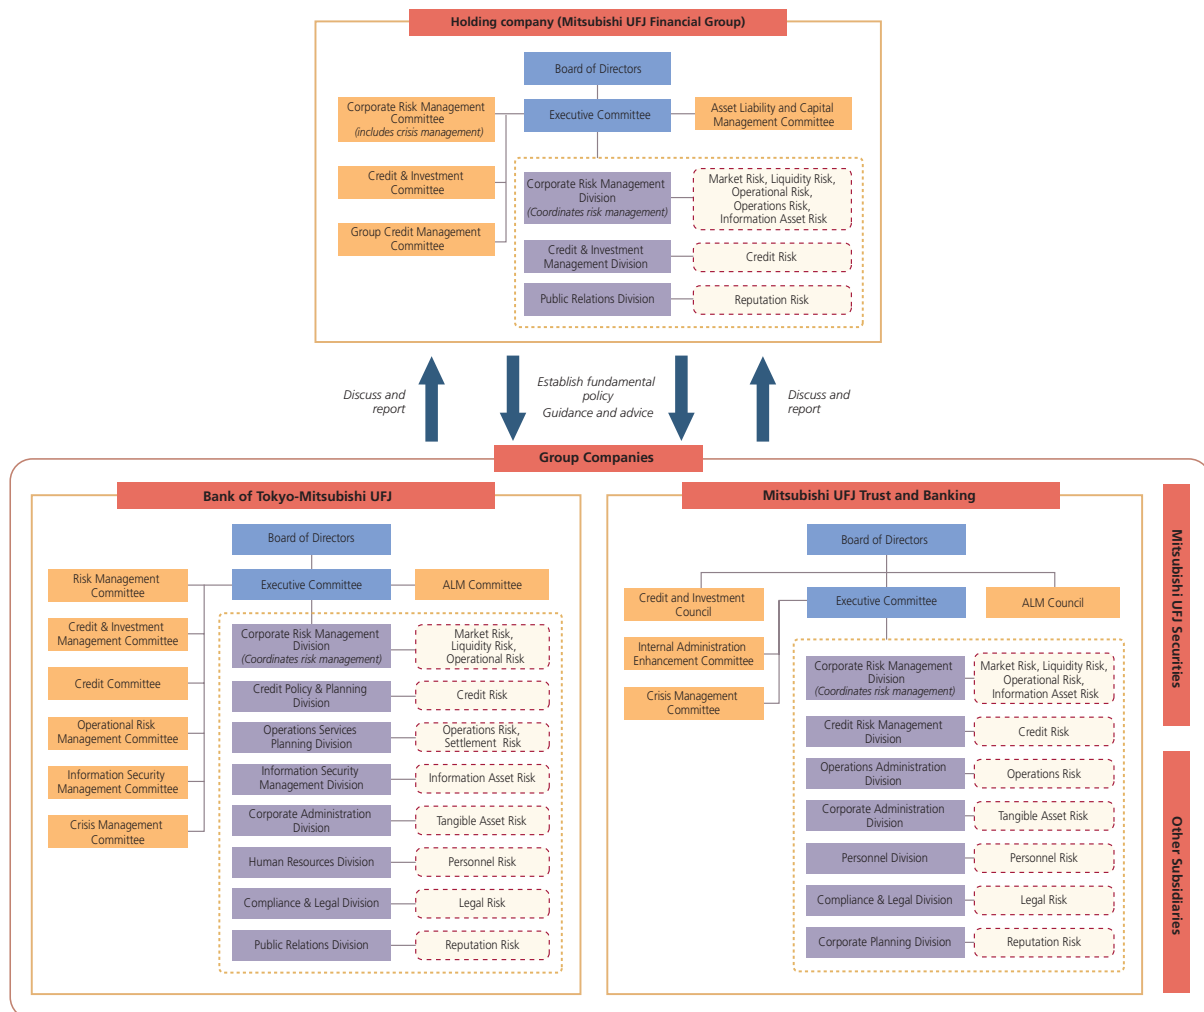 Holding company (Mitsubishi UFJ Financial Group)
Board of Directors
Corporate Risk Management
Committee
(includes crisis management)
Executive Committee
Asset Liability and Capital
Management Committee
Credit & Investment
Committee
Group Credit Management
Committee
Corporate Risk Management
Division
(Coordinates risk management)
Market Risk, Liquidity Risk,
Operational Risk,
Operations Risk,
Information Asset Risk
Credit & Investment
Management Division
Credit Risk
Public Relations Division
Reputation Risk
Discuss and
report
Establish fundamental
policy
Guidance and advice
Discuss and
report
Group Companies
Bank of Tokyo-Mitsubishi UFJ
Board of Directors
Risk Management
Committee
Executive Committee
ALM Committee
Credit & Investment
Management Committee
Credit Committee
Operational Risk
Management Committee
Information Security
Management Committee
Crisis Management
Committee
Corporate Risk Management
Division
(Coordinates risk management)
Market Risk,
Liquidity Risk,
Operational Risk
Credit Policy & Planning
Division
Credit Risk
Operations Services
Planning Division
Operations Risk,
Settlement Risk
Information Security
Management Division
Information Asset Risk
Corporate Administration
Division
Tangible Asset Risk
Human Resources Division
Personnel Risk
Compliance & Legal Division
Legal Risk
Public Relations Division
Reputation Risk
Mitsubishi UFJ Trust and Banking
Board of Directors
Credit and Investment
Council
Executive Committee
ALM Council
Internal Administration
Enhancement Committee
Crisis Management
Committee
Corporate Risk Management
Division
(Coordinates risk management)
Market Risk, Liquidity Risk,
Operational Risk,
Information Asset Risk
Credit Risk Management
Division
Credit Risk
Operations Administration
Division
Operations Risk
Corporate Administration
Division
Tangible Asset Risk
Personnel Division
Personnel Risk
Compliance & Legal Division
Legal Risk
Corporate Planning Division
Reputation Risk
Mitsubishi UFJ Securities
Other Subsidiaries